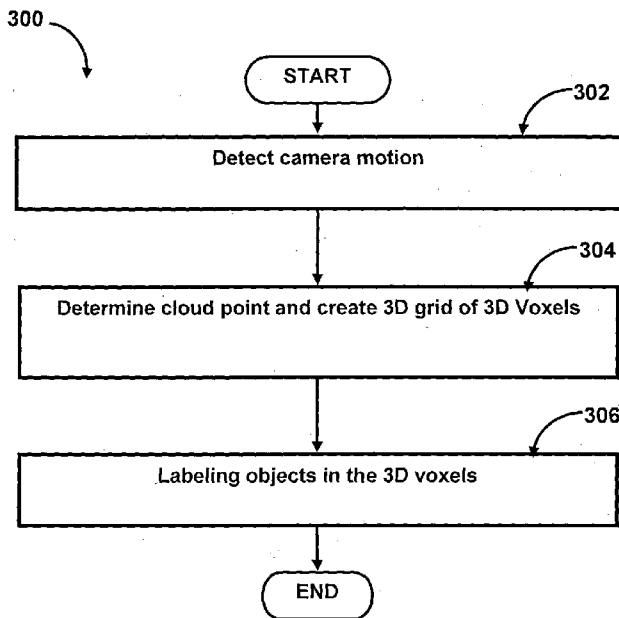 300
START
302
Detect camera motion
304
Determine cloud point and create 3D grid of 3D Voxels
306
Labeling objects in the 3D voxels
END